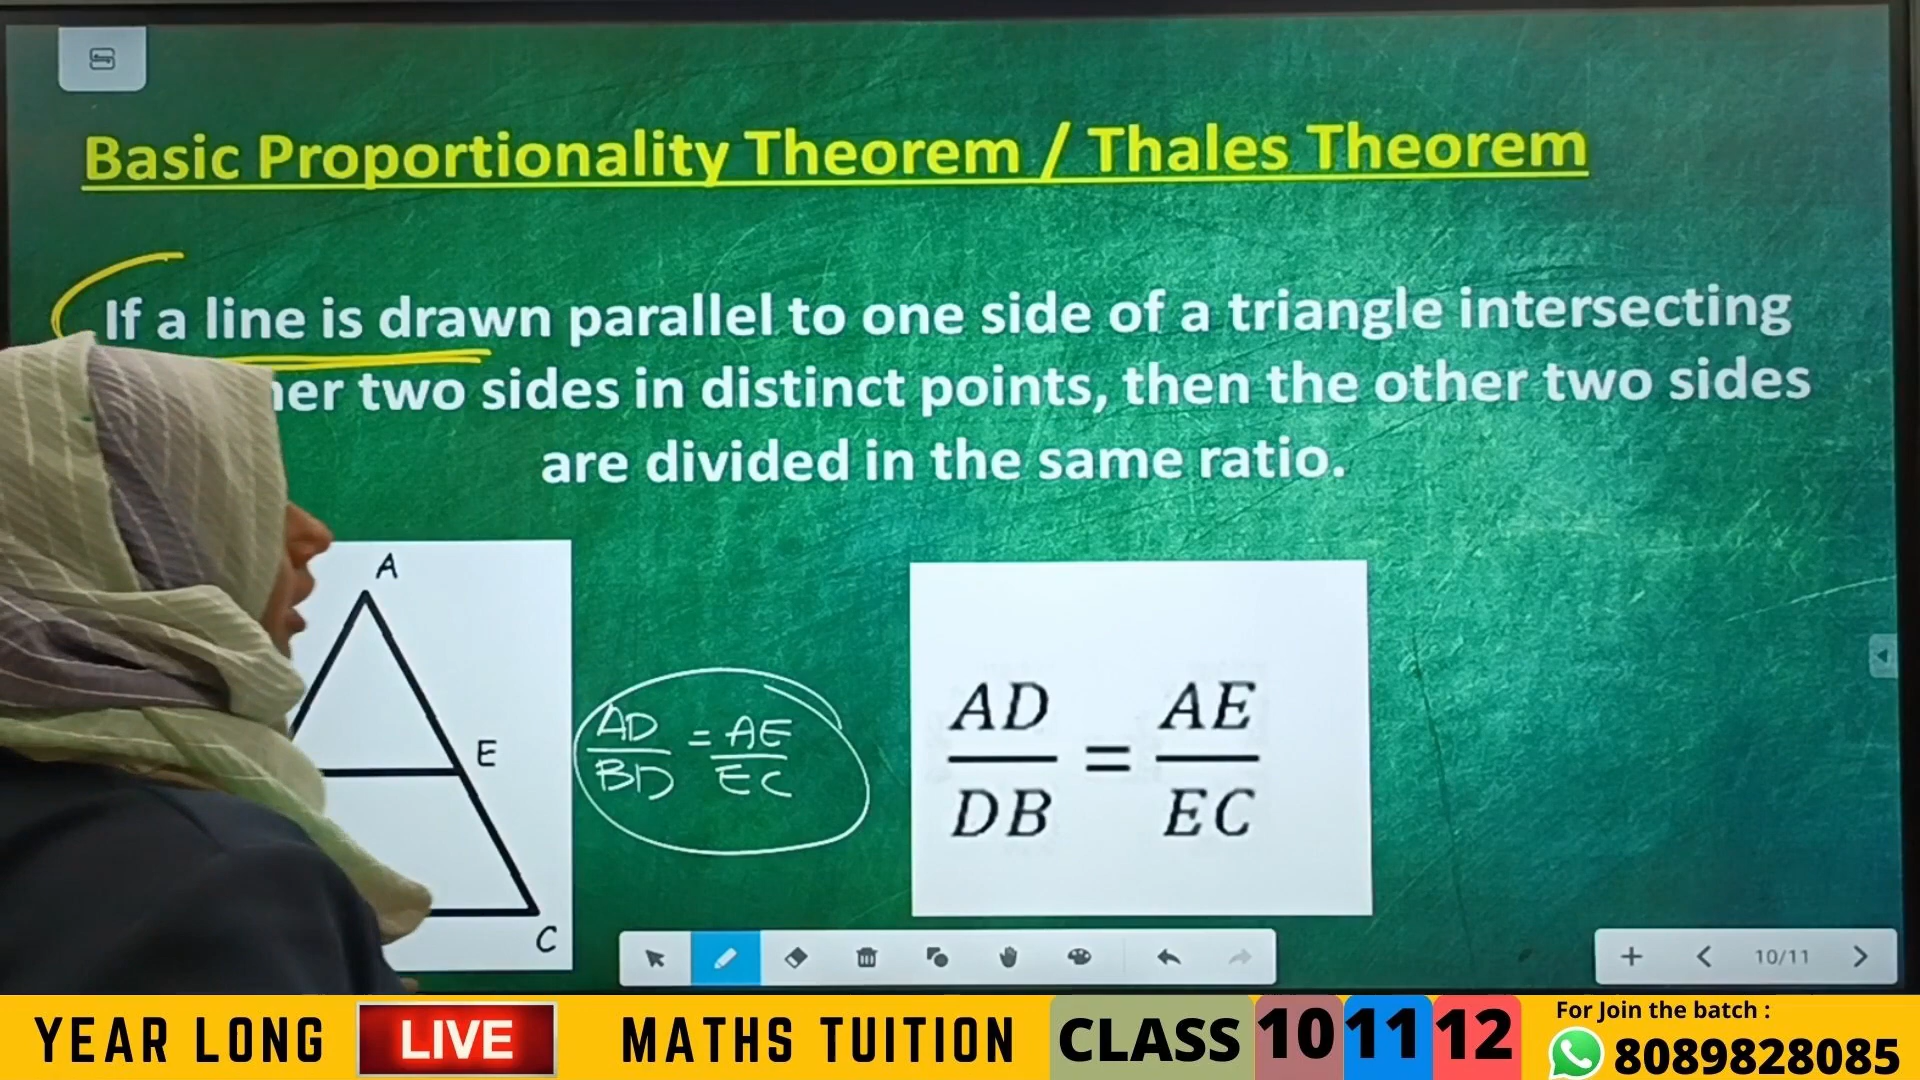 Basic Proportionality Theorem / Thales Theorem
If a line is drawn parallel to one side of a triangle intersecting
her two sides in distinct points, then the other two sides
are divided in the same ratio.
A
E
C
AD = AE
BD EC
AD = AE
DB EC
10/11
YEAR LONG LIVE MATHS TUITION CLASS 10 11 12
For Join the batch :
8089828085